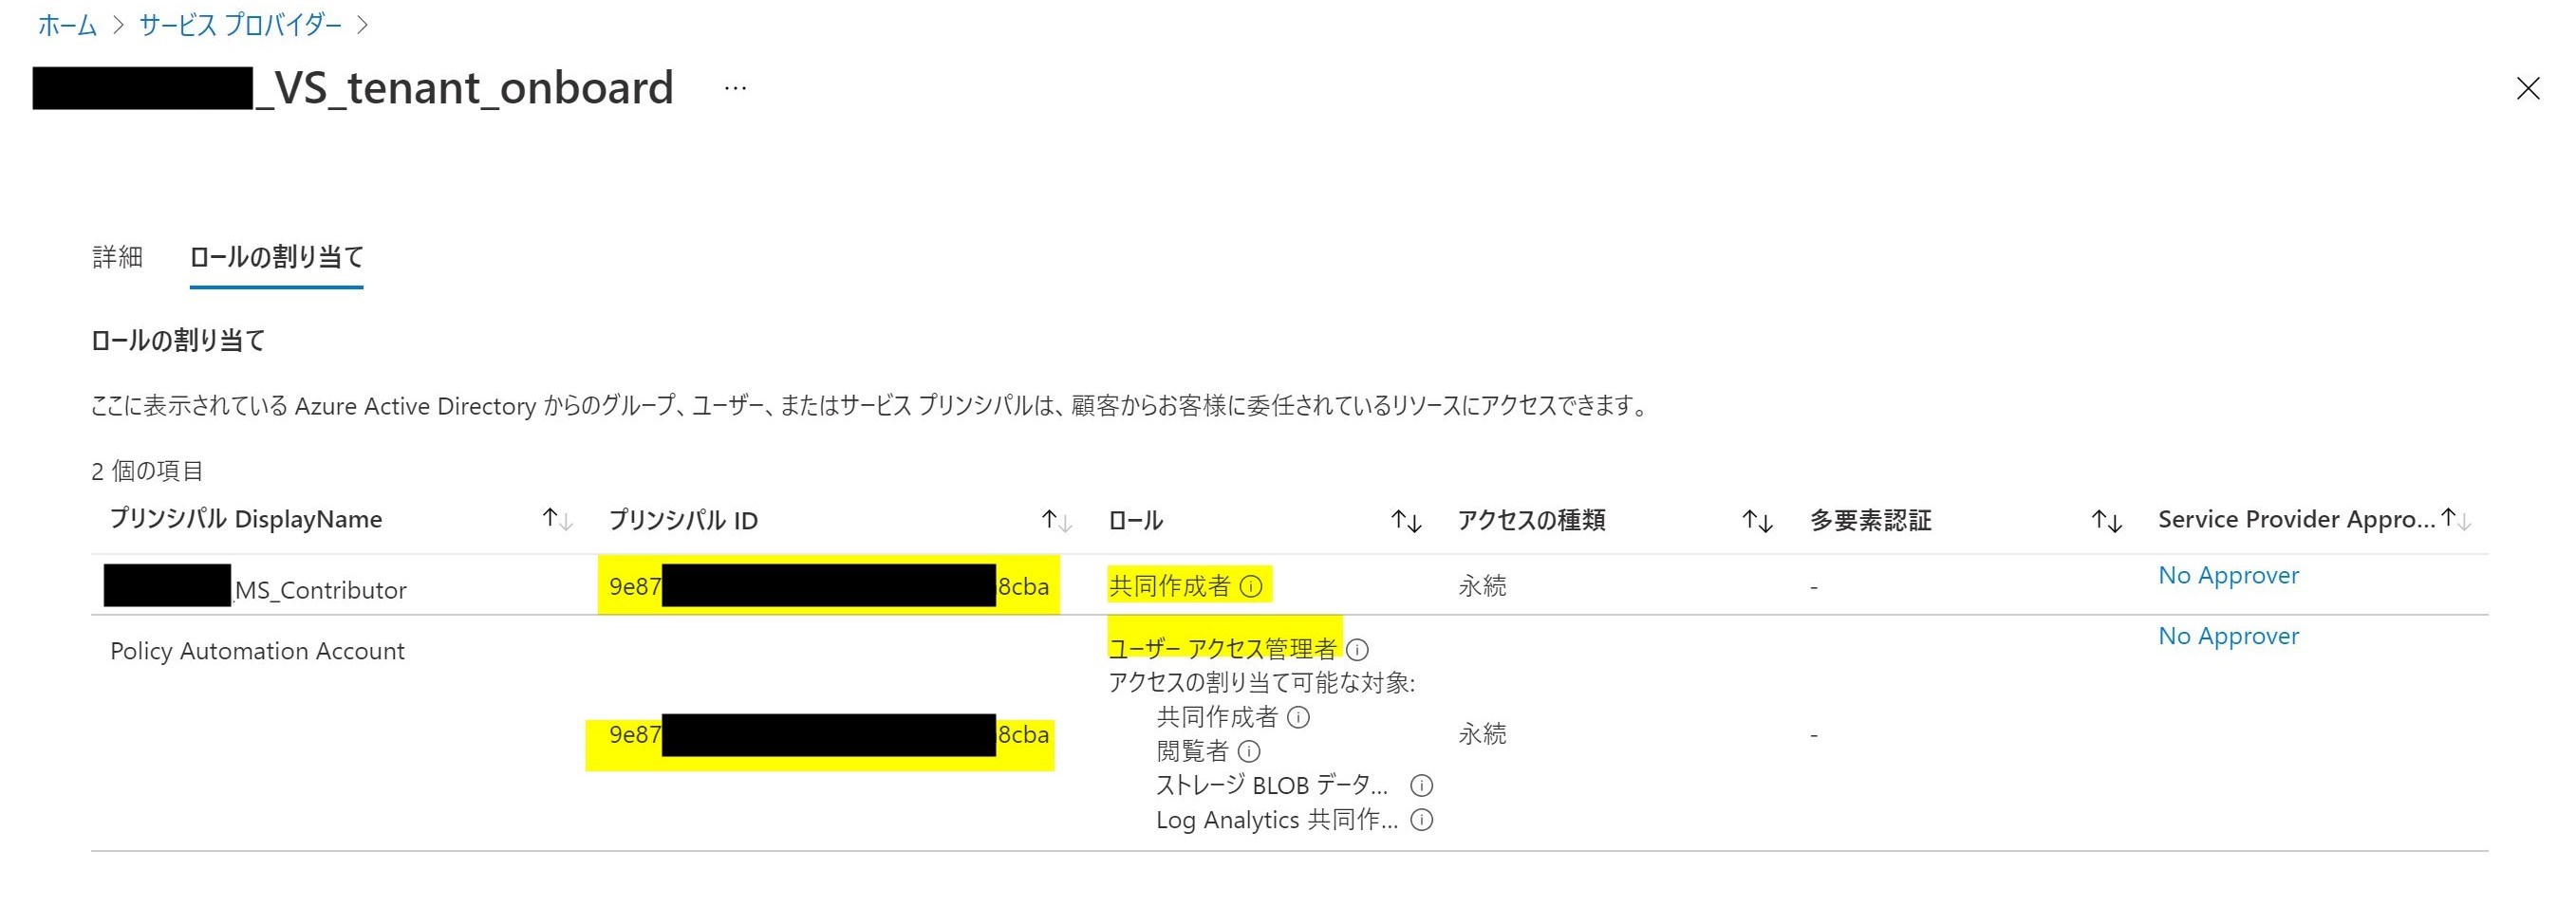 ホーム > サービス プロバイダー >
_VS_tenant_onboard ...
詳細 ロールの割り当て
ロールの割り当て
ここに表示されている Azure Active Directory からのグループ、ユーザー、またはサービス プリンシパルは、顧客からお客様に委任されているリソースにアクセスできます。
2 個の項目
プリンシパル DisplayName プリンシパル ID ロール アクセスの種類 多要素認証 Service Provider Appro...
MS_Contributor 9e87 8cba 共同作成者 永続 - No Approver
Policy Automation Account ユーザー アクセス管理者 No Approver
アクセスの割り当て可能な対象:
共同作成者
9e87 8cba 永続 -
閲覧者
ストレージ BLOB データ...
Log Analytics 共同作...